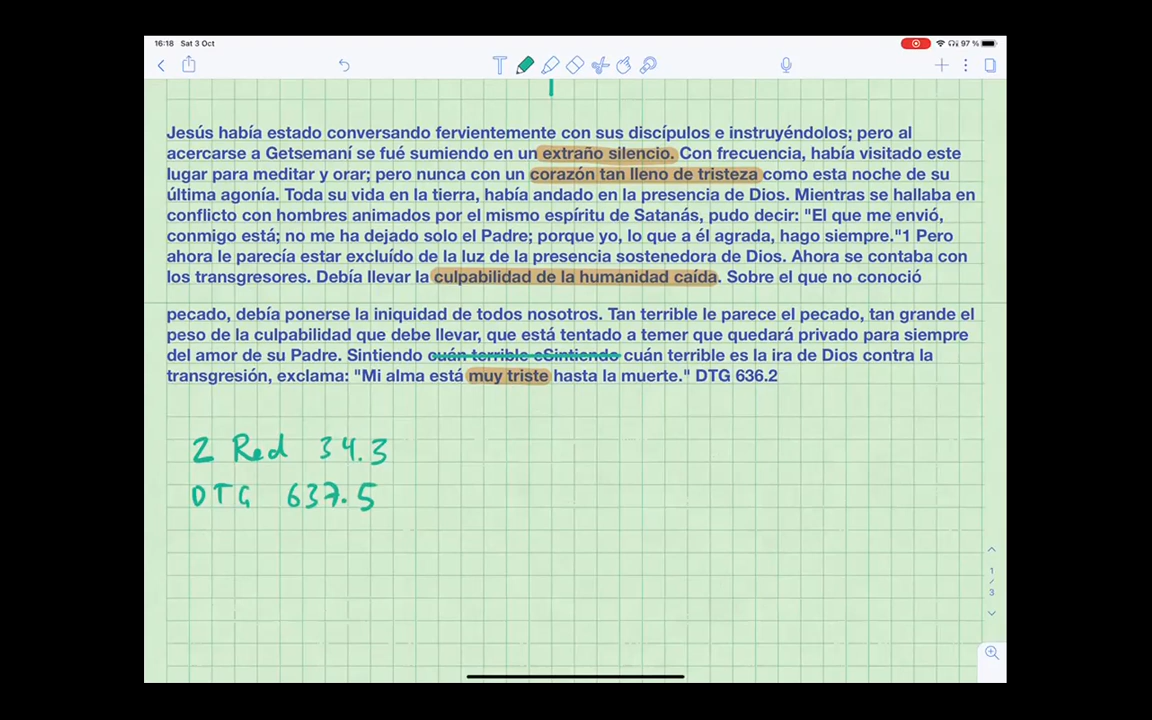 16:18 Sat 3 Oct
97 %
T
Jesús había estado conversando fervientemente con sus discípulos e instruyéndolos; pero al
acercarse a Getsemaní se fué sumiendo en un extraño silencio. Con frecuencia, había visitado este
lugar para meditar y orar; pero nunca con un corazón tan lleno de tristeza como esta noche de su
última agonía. Toda su vida en la tierra, había andado en la presencia de Dios. Mientras se hallaba en
conflicto con hombres animados por el mismo espíritu de Satanás, pudo decir: "El que me envió,
conmigo está; no me ha dejado solo el Padre; porque yo, lo que a él agrada, hago siempre."1 Pero
ahora le parecía estar excluído de la luz de la presencia sostenedora de Dios. Ahora se contaba con
los transgresores. Debía llevar la culpabilidad de la humanidad caída. Sobre el que no conoció
pecado, debía ponerse la iniquidad de todos nosotros. Tan terrible le parece el pecado, tan grande el
peso de la culpabilidad que debe llevar, que está tentado a temer que quedará privado para siempre
del amor de su Padre. Sintiendo cuán terrible eSintiendo cuán terrible es la ira de Dios contra la
transgresión, exclama: "Mi alma está muy triste hasta la muerte." DTG 636.2
2 Red 34.3
DTG 637.5
1
/
3